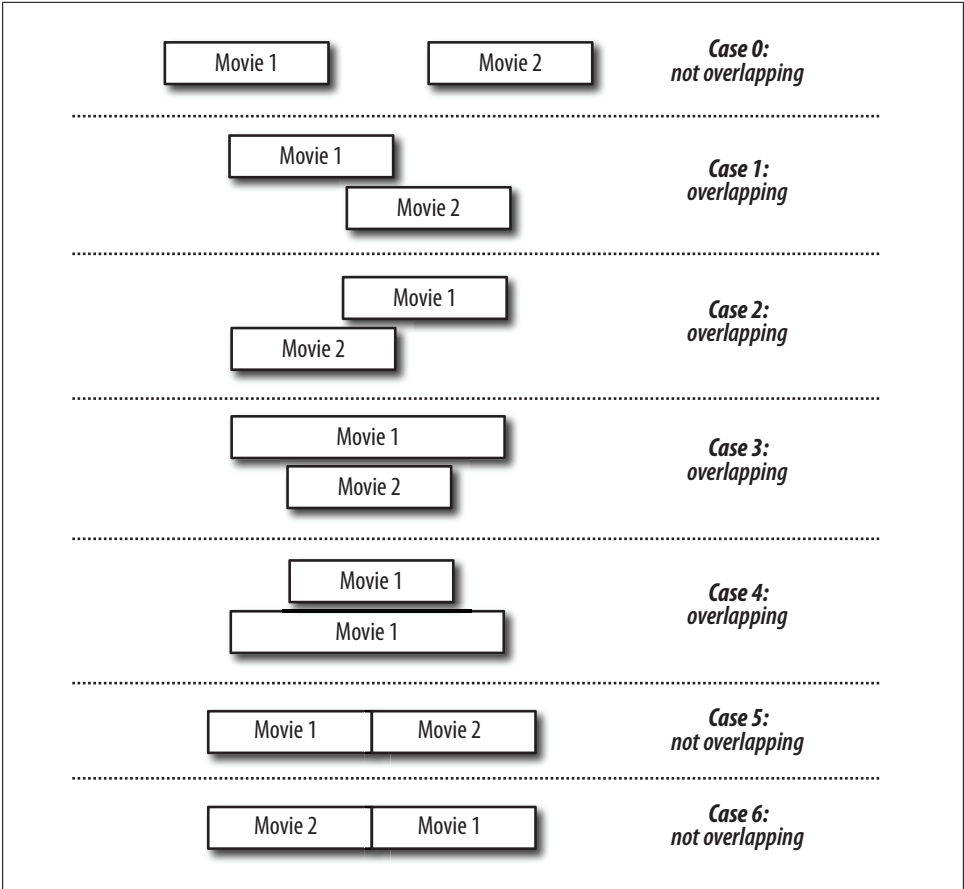 Movie 1
Movie 2
Case 0:
not overlapping
Movie 1
Movie 2
Case 1:
overlapping
Movie 1
Movie 2
Case 2:
overlapping
Movie 1
Movie 2
Case 3:
overlapping
Movie 1
Movie 1
Case 4:
overlapping
Movie 1
Movie 2
Case 5:
not overlapping
Movie 2
Movie 1
Case 6:
not overlapping